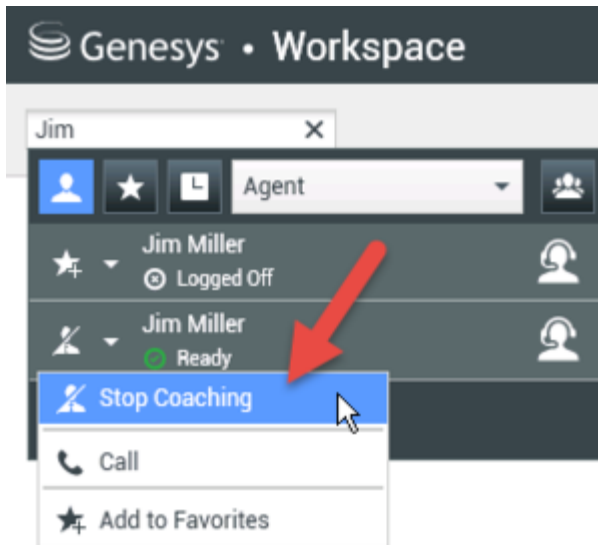 Genesys • Workspace
Jim
Agent
Jim Miller
Logged Off
Jim Miller
Ready
Stop Coaching
Call
Add to Favorites